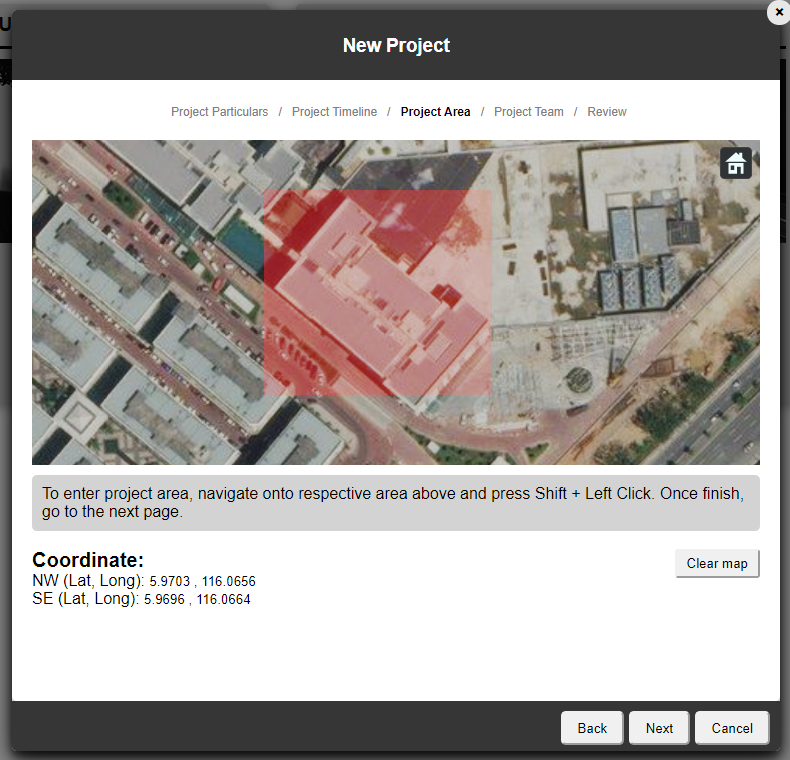 U
New Project
Project Particulars / Project Timeline / Project Area / Project Team / Review
To enter project area, navigate onto respective area above and press Shift + Left Click. Once finish,
go to the next page.
Coordinate:
Clear map
NW (Lat, Long): 5.9703 , 116.0656
SE (Lat, Long): 5.9696 , 116.0664
Back Next Cancel